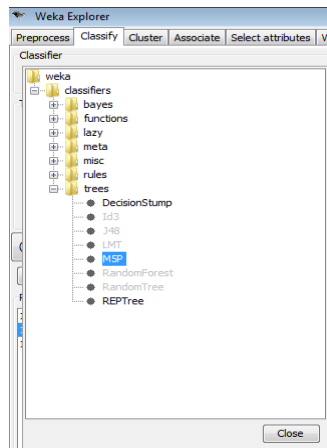 Weka Explorer
Preprocess Classify Cluster Associate Select attributes
Classifier
weka
classifiers
bayes
functions
lazy
meta
misc
rules
trees
DecisionStump
Id3
J48
LMT
M5P
RandomForest
RandomTree
REPTree
Close